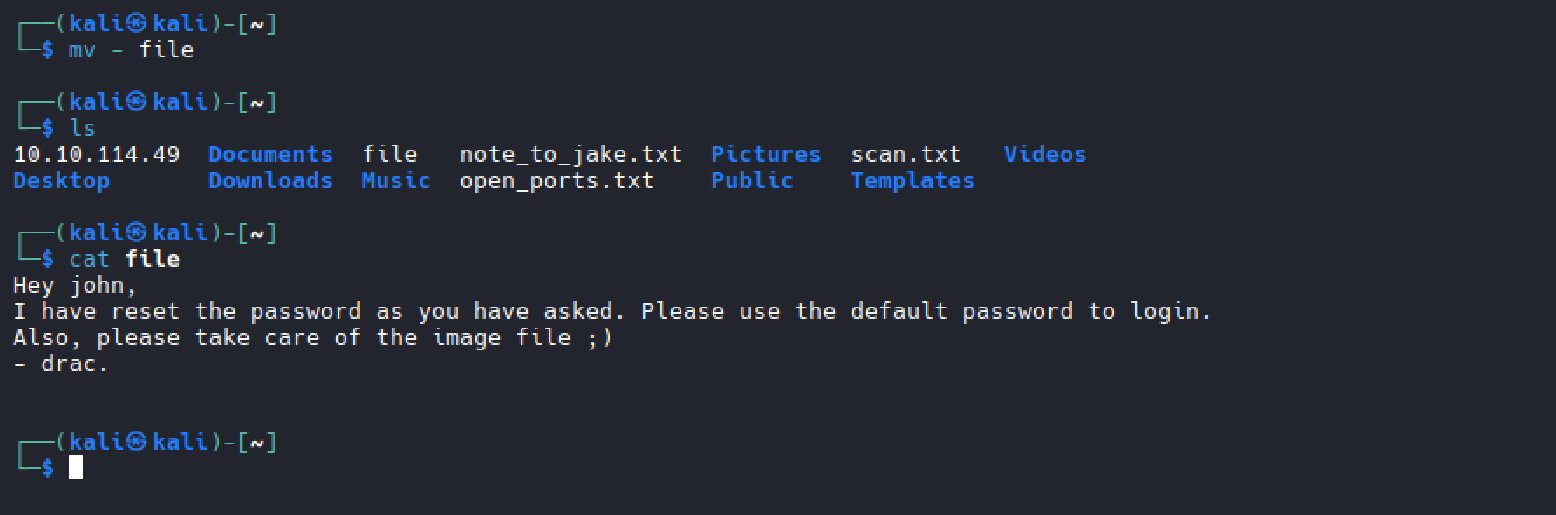 ┌──(kali㉿kali)-[~]
└─$ mv - file
┌──(kali㉿kali)-[~]
└─$ ls
10.10.114.49  Documents  file   note_to_jake.txt  Pictures  scan.txt   Videos
Desktop       Downloads  Music  open_ports.txt    Public    Templates
┌──(kali㉿kali)-[~]
└─$ cat file
Hey john,
I have reset the password as you have asked. Please use the default password to login.
Also, please take care of the image file ;)
- drac.
┌──(kali㉿kali)-[~]
└─$